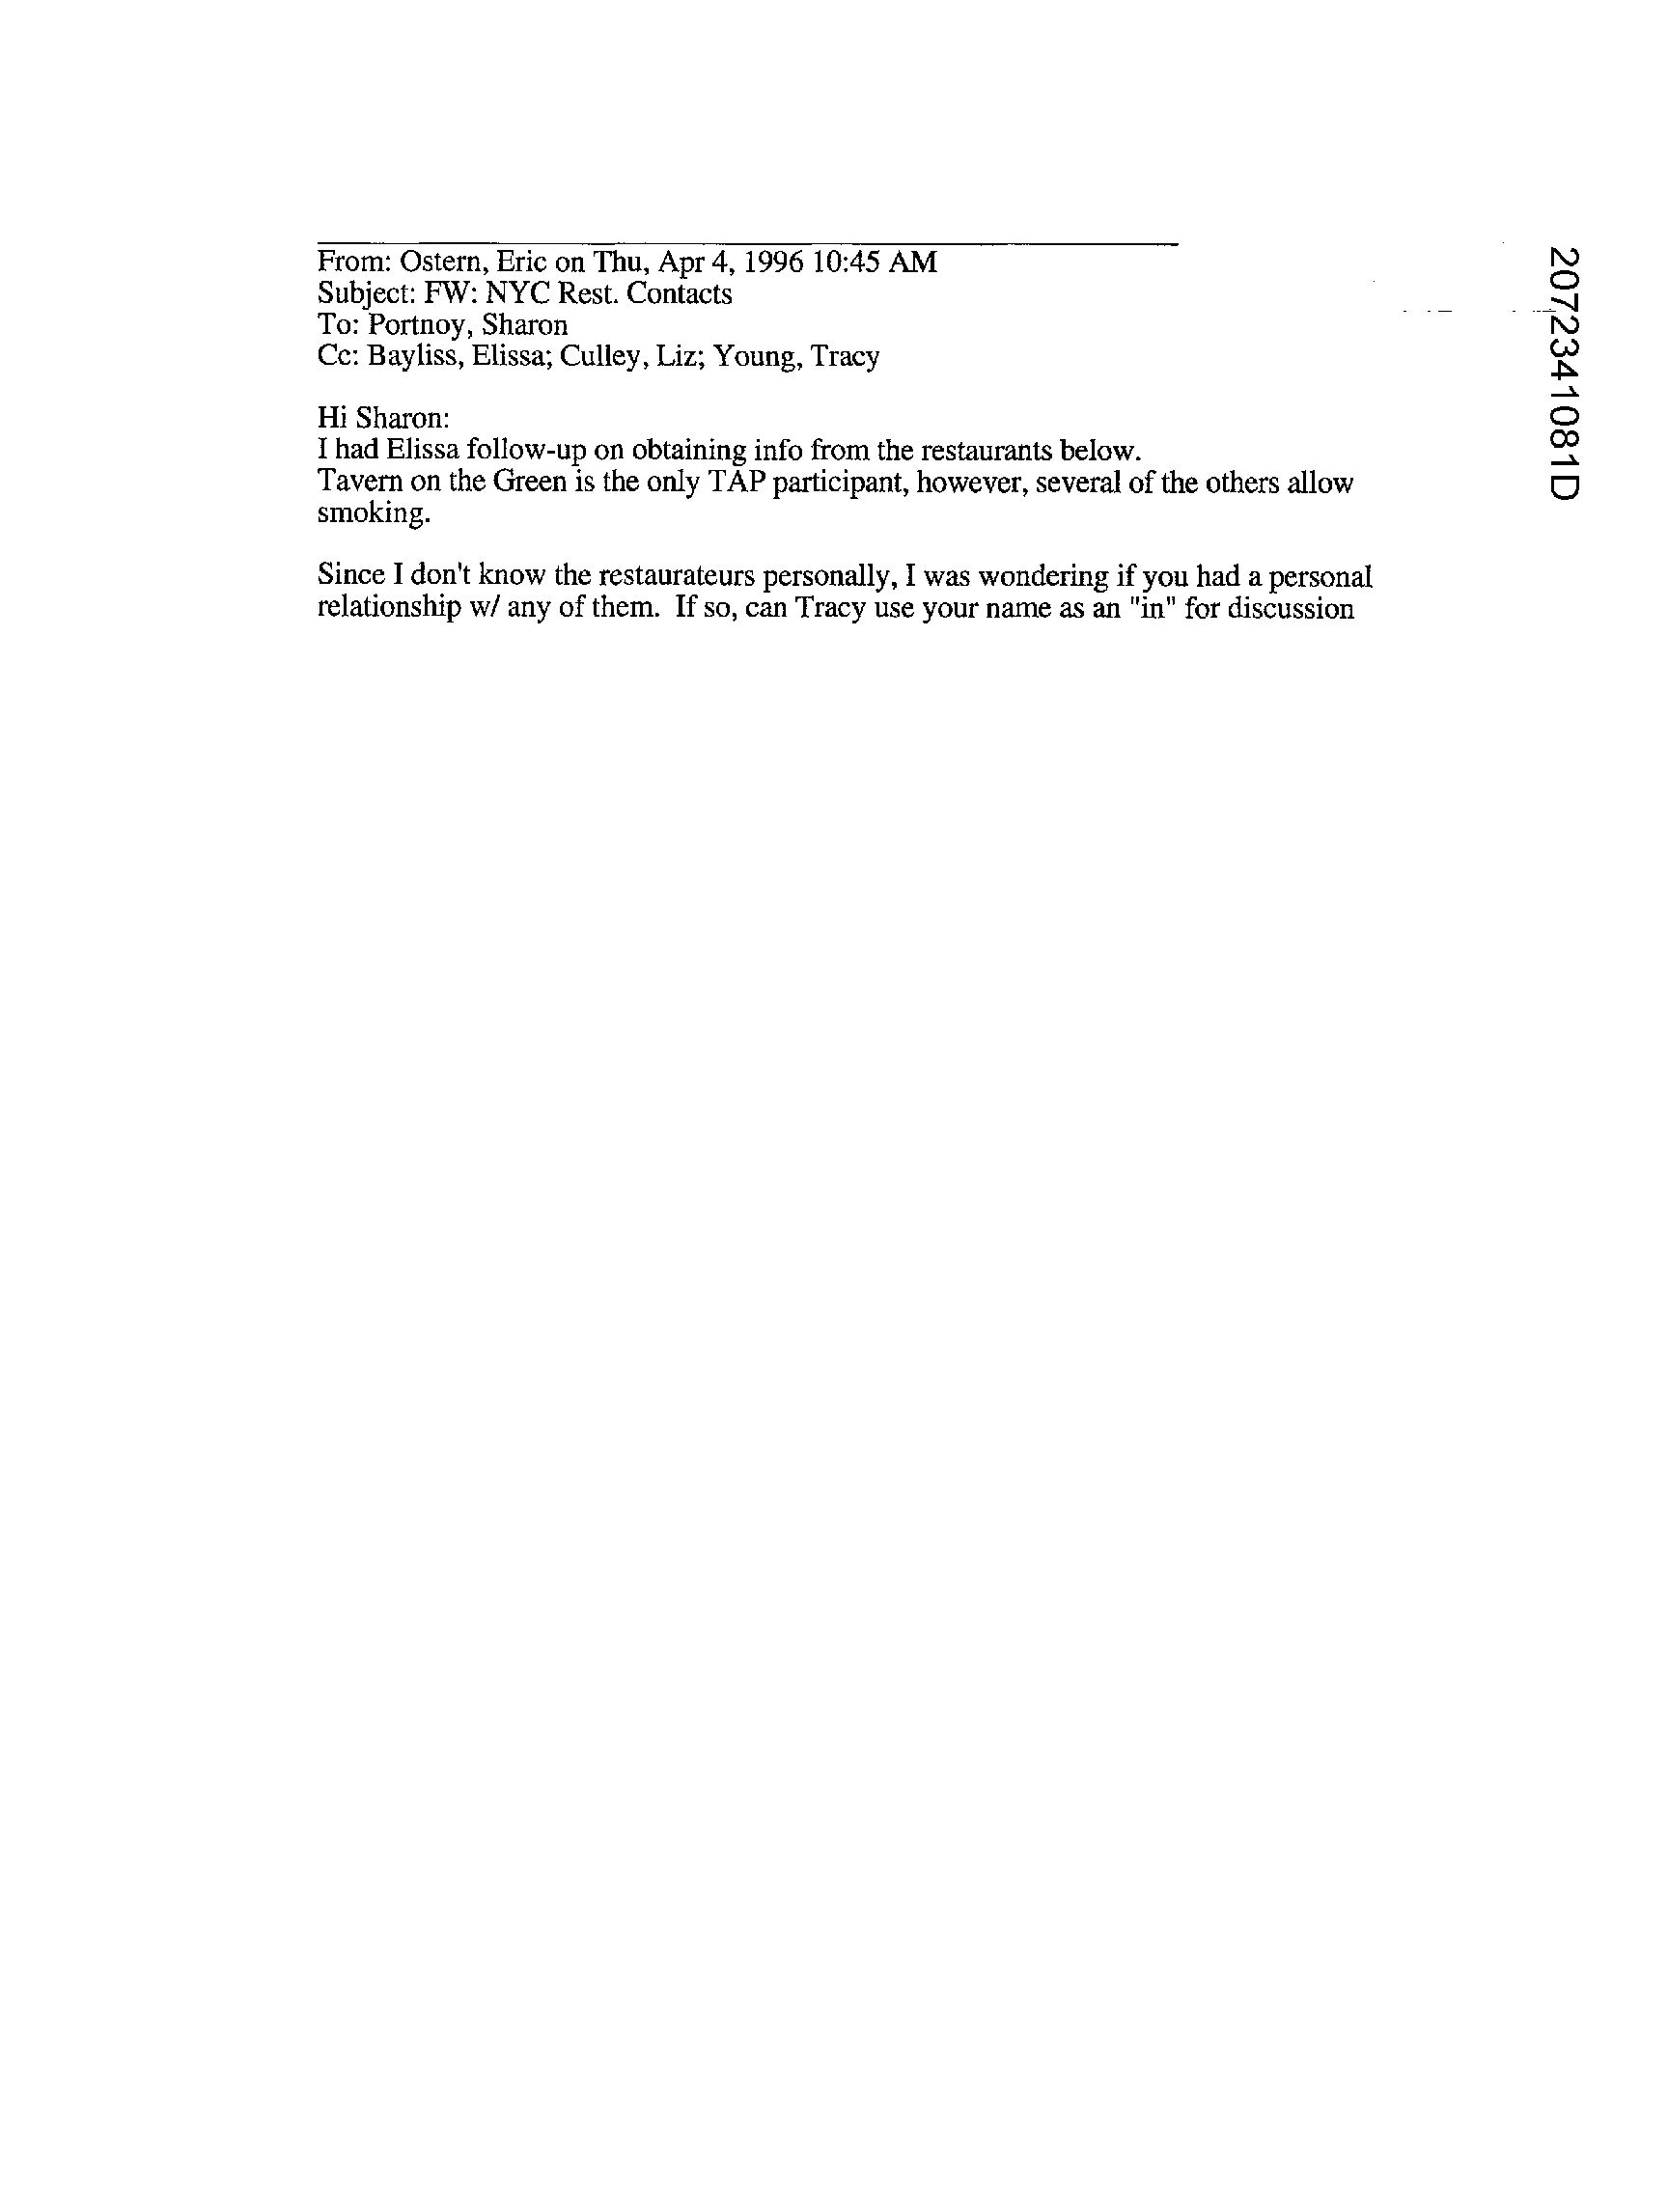 From: Ostern, Eric on Thu, Apr 4, 1996 10:45 AM
Subject: FW: NYC Rest. Contacts
To: Portnoy, Sharon
Cc: Bayliss, Elissa; Culley, Liz; Young, Tracy
Hi Sharon:
I had Elissa follow-up on obtaining info from the restaurants below.
Tavern on the Green is the only TAP participant, however, several of the others allow
smoking.
Since I don't know the restaurateurs personally, I was wondering if you had a personal
relationship w/ any of them.  If so, can Tracy use your name as an "in" for discussion
2072341081D